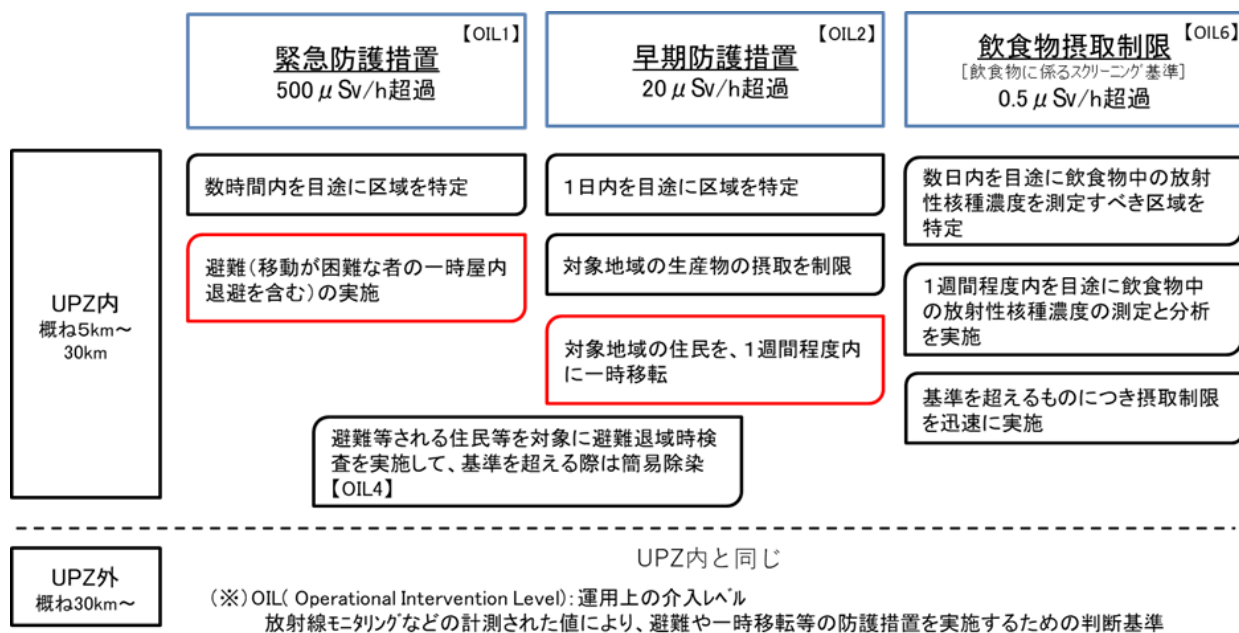 【OIL1】
緊急防護措置
500μSv/h超過
【OIL2】
早期防護措置
20μSv/h超過
【OIL6】
飲食物摂取制限
[飲食物に係るスクリーニング基準]
0.5μSv/h超過
UPZ内
概ね5km～
30km
数時間内を目途に区域を特定
避難(移動が困難な者の一時屋内
退避を含む)の実施
1日内を目途に区域を特定
対象地域の生産物の摂取を制限
対象地域の住民を、1週間程度内
に一時移転
避難等される住民等を対象に避難退域時検
査を実施して、基準を超える際は簡易除染
【OIL4】
数日内を目途に飲食物中の放射
性核種濃度を測定すべき区域を
特定
1週間程度内を目途に飲食物中
の放射性核種濃度の測定と分析
を実施
基準を超えるものにつき摂取制限
を迅速に実施
UPZ外
概ね30km～
UPZ内と同じ
(※)OIL( Operational Intervention Level):運用上の介入レベル
放射線モニタリングなどの計測された値により、避難や一時移転等の防護措置を実施するための判断基準